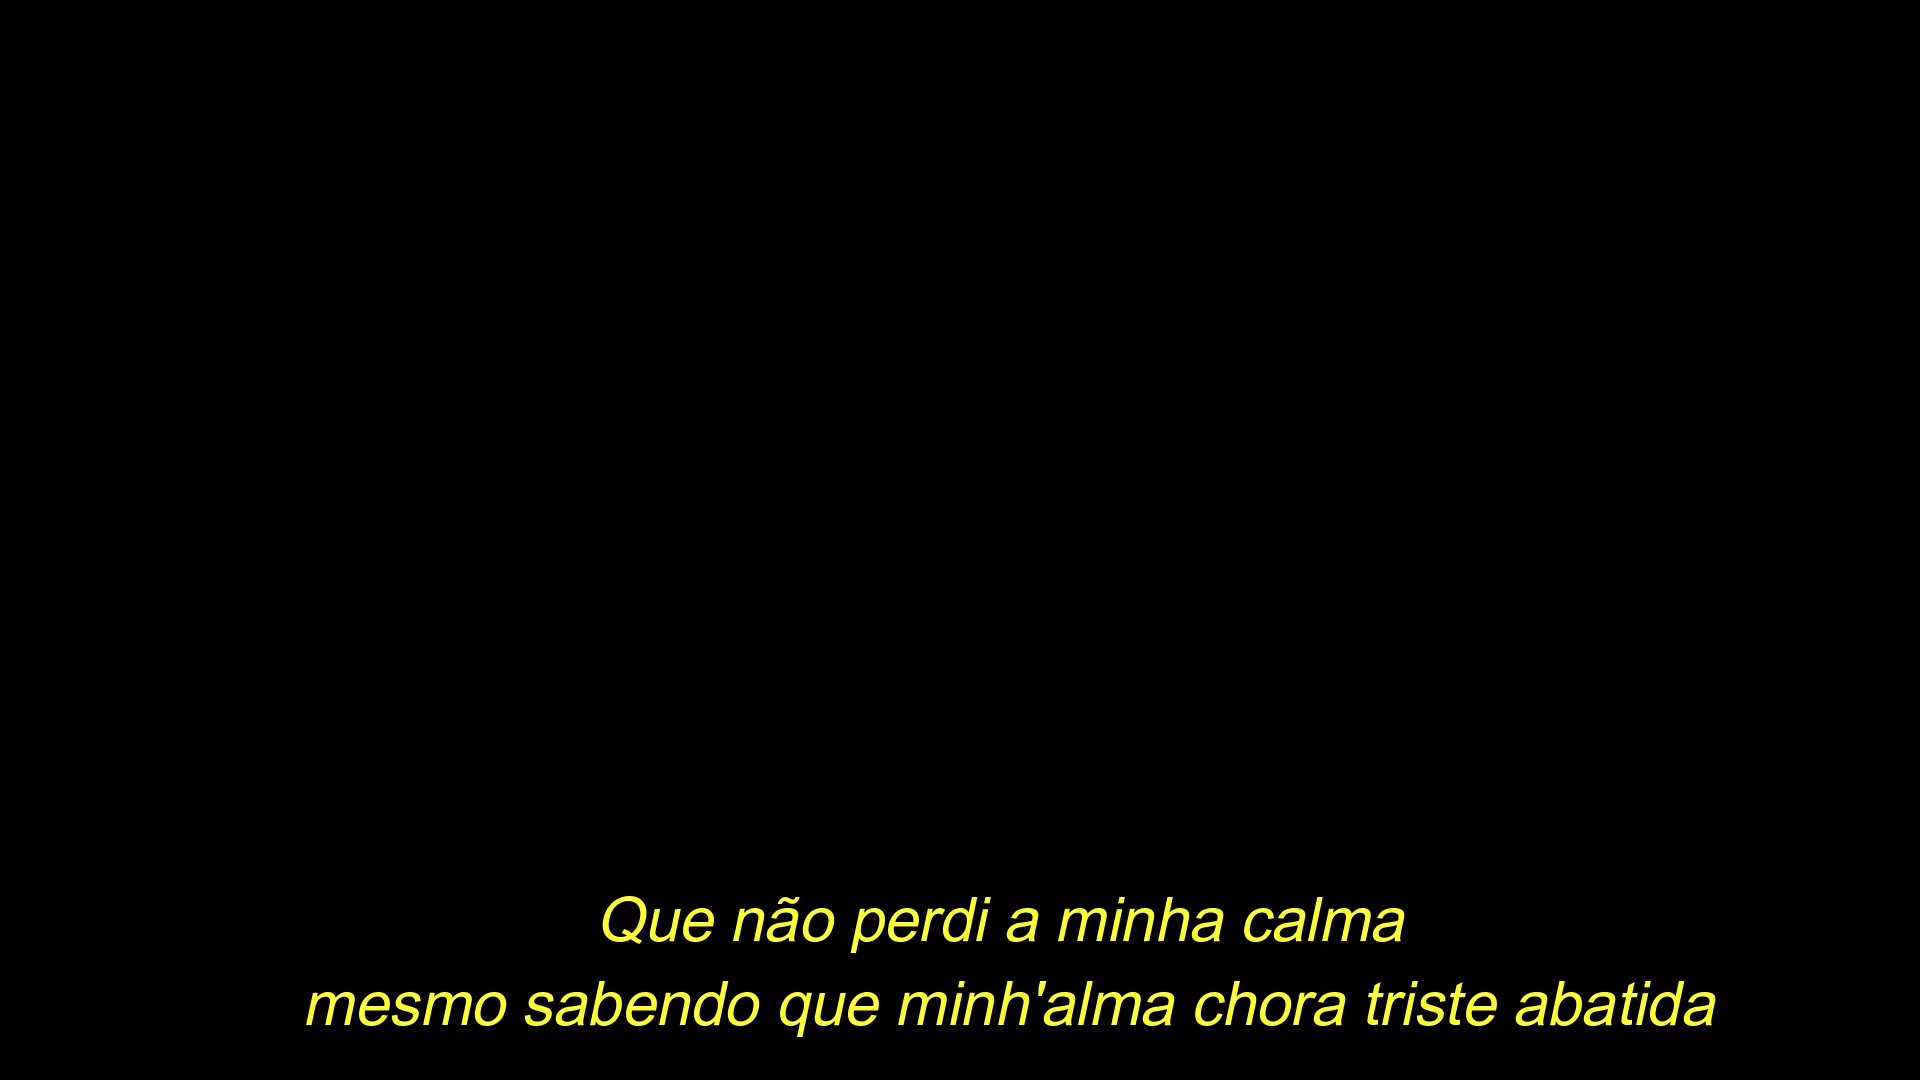 Que não perdi a minha calma
mesmo sabendo que minh'alma chora triste abatida